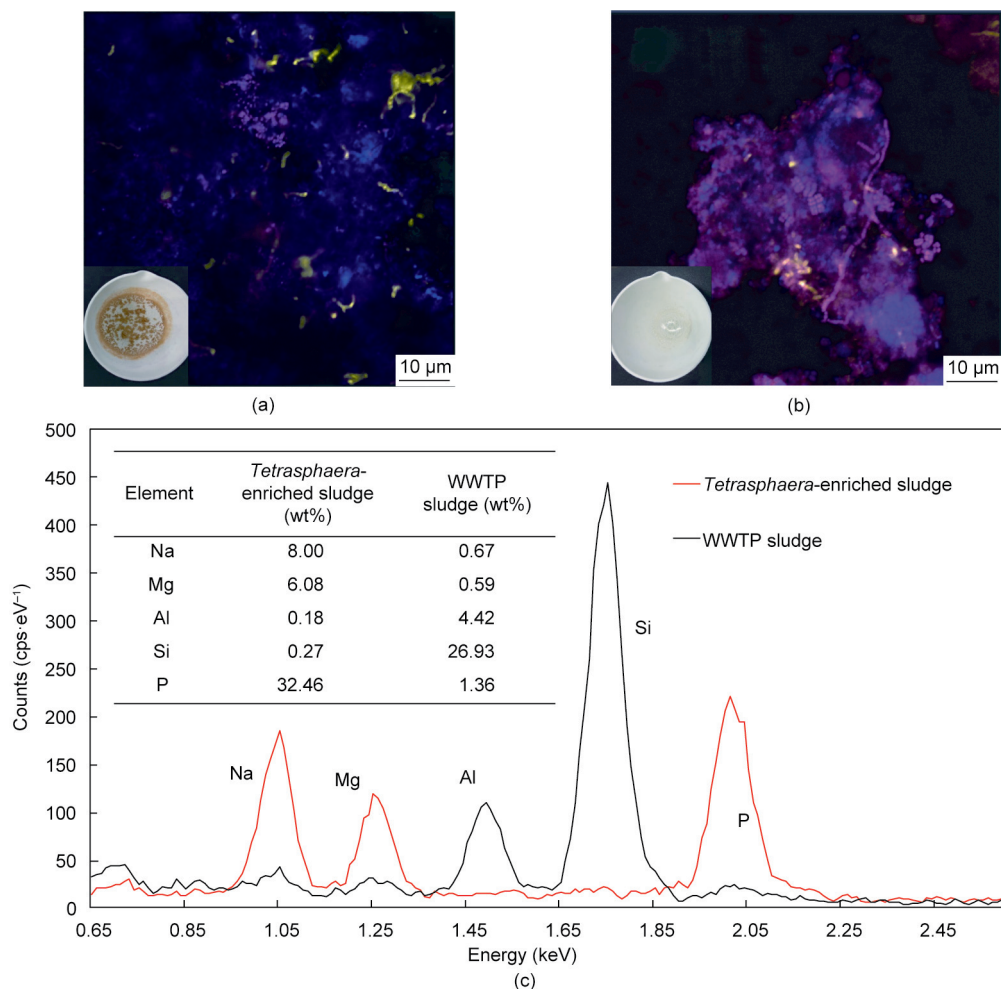 10 μm
10 μm
(a)
(b)
500
450
400
350
300
250
200
150
100
50
0
Counts (cps·eV⁻¹)
Element
Tetrasphaera-
enriched sludge
(wt%)
WWTP
sludge (wt%)
Na 8.00 0.67
Mg 6.08 0.59
Al 0.18 4.42
Si 0.27 26.93
P 32.46 1.36
Tetrasphaera-enriched sludge
WWTP sludge
Si
Na
Mg
Al
P
0.65 0.85 1.05 1.25 1.45 1.65 1.85 2.05 2.25 2.45
Energy (keV)
(c)